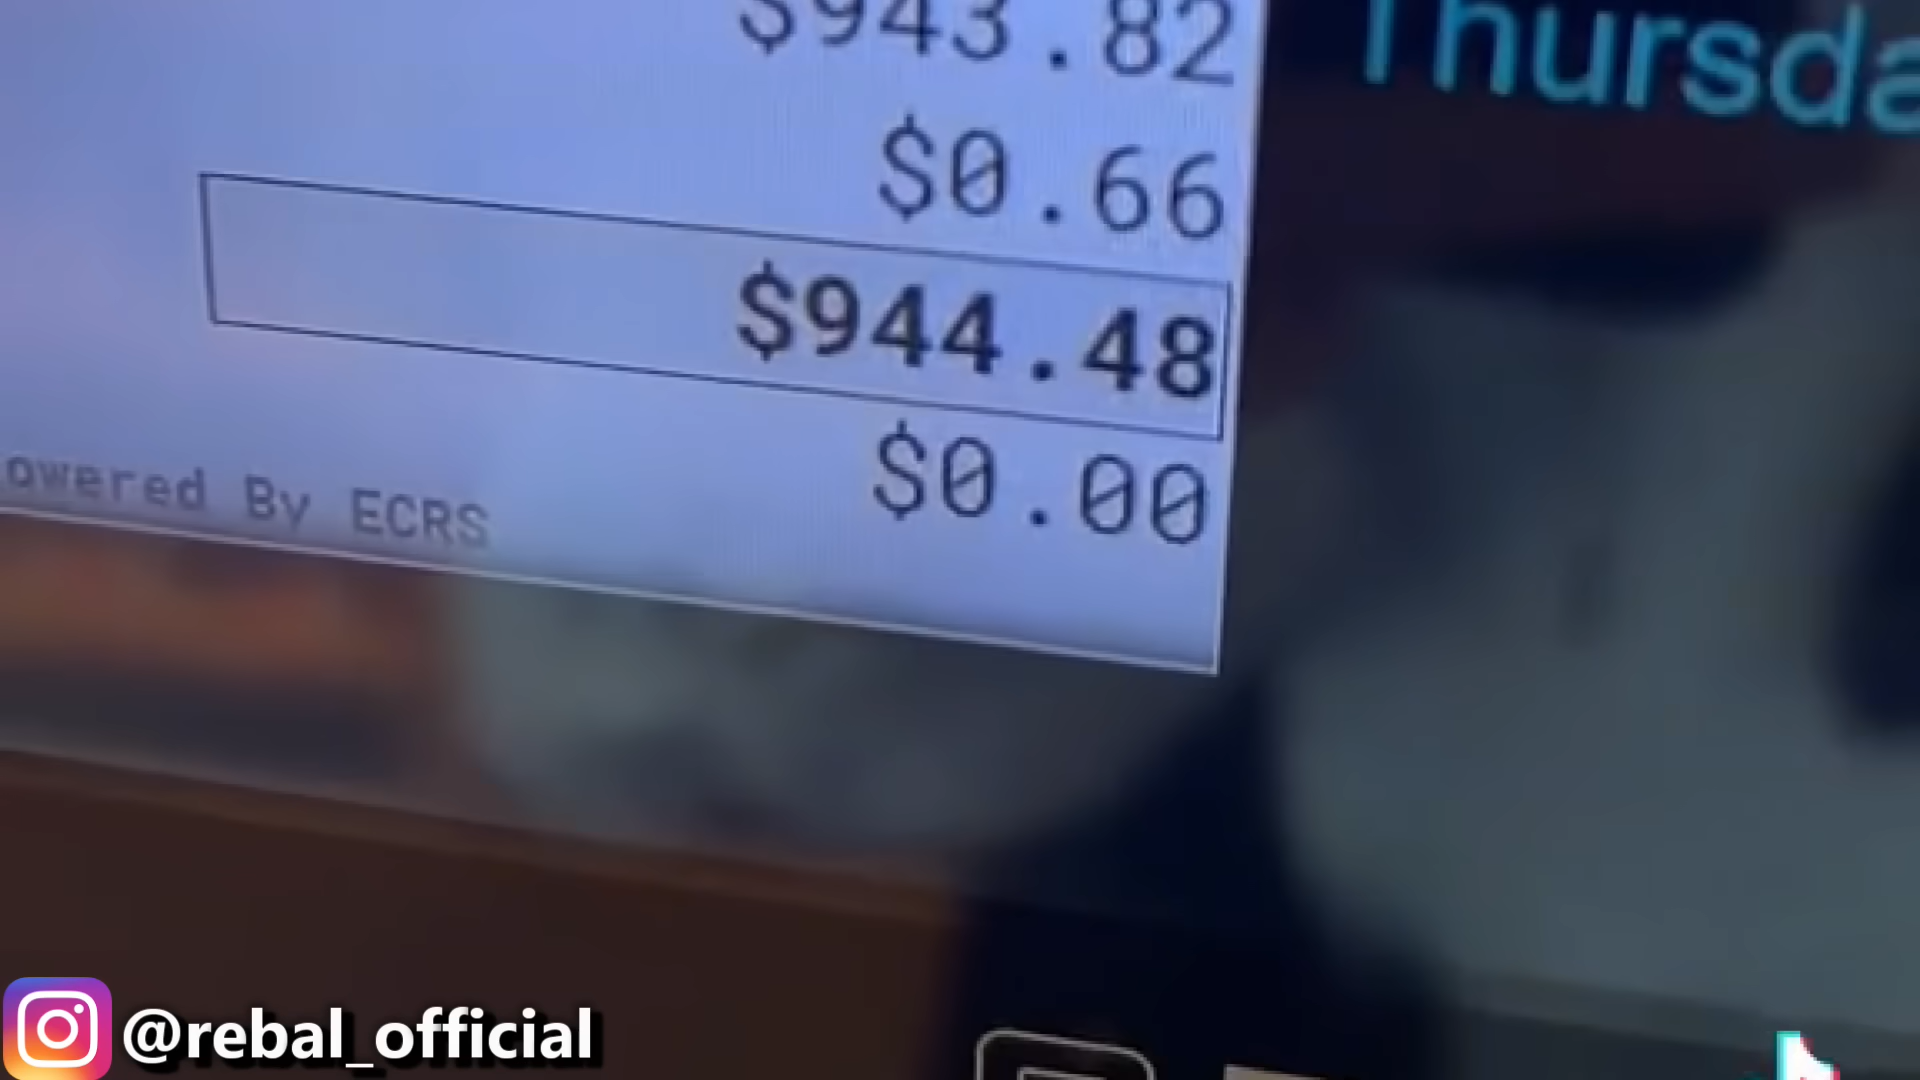 $943.82
Thursda
$0.66
$944.48
$0.00
owered By ECRS
@rebal_official